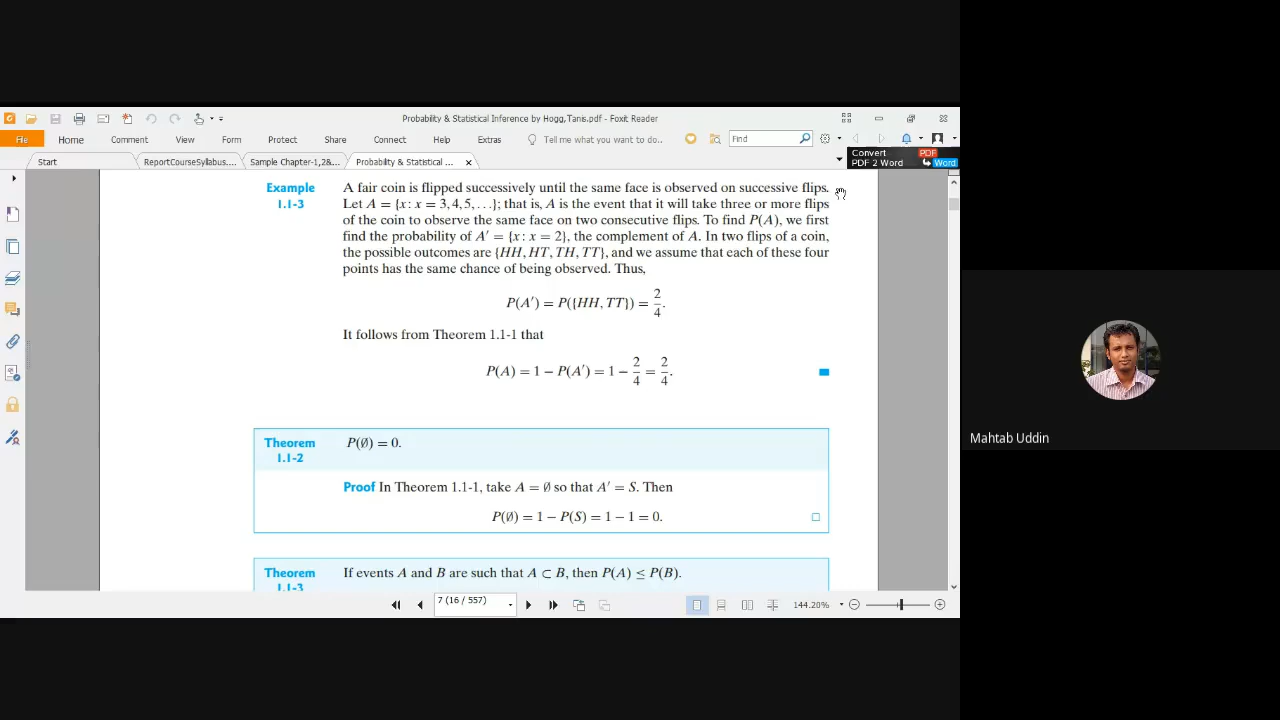 Probability & Statistical Inference by Hogg,Tanis.pdf - Foxit Reader
File Home Comment View Form Protect Share Connect Help Extras Tell me what you want to do.. Find
Convert PDF
PDF 2 Word Word
Start ReportCourseSyllabus.... Sample Chapter-1,2&... Probability & Statistical ...
Example A fair coin is flipped successively until the same face is observed on successive flips.
1.1-3 Let A = {x: x = 3, 4, 5, . . .}; that is, A is the event that it will take three or more flips
of the coin to observe the same face on two consecutive flips. To find P(A), we first
find the probability of A′ = {x: x = 2}, the complement of A. In two flips of a coin,
the possible outcomes are {HH, HT, TH, TT}, and we assume that each of these four
points has the same chance of being observed. Thus,
P(A′) = P({HH, TT}) = 2/4.
It follows from Theorem 1.1-1 that
P(A) = 1 − P(A′) = 1 − 2/4 = 2/4.
Theorem P(∅) = 0.
1.1-2
Proof In Theorem 1.1-1, take A = ∅ so that A′ = S. Then
P(∅) = 1 − P(S) = 1 − 1 = 0.
Theorem If events A and B are such that A ⊂ B, then P(A) ≤ P(B).
1.1-3
7 (16 / 557) 144.20%
Mahtab Uddin